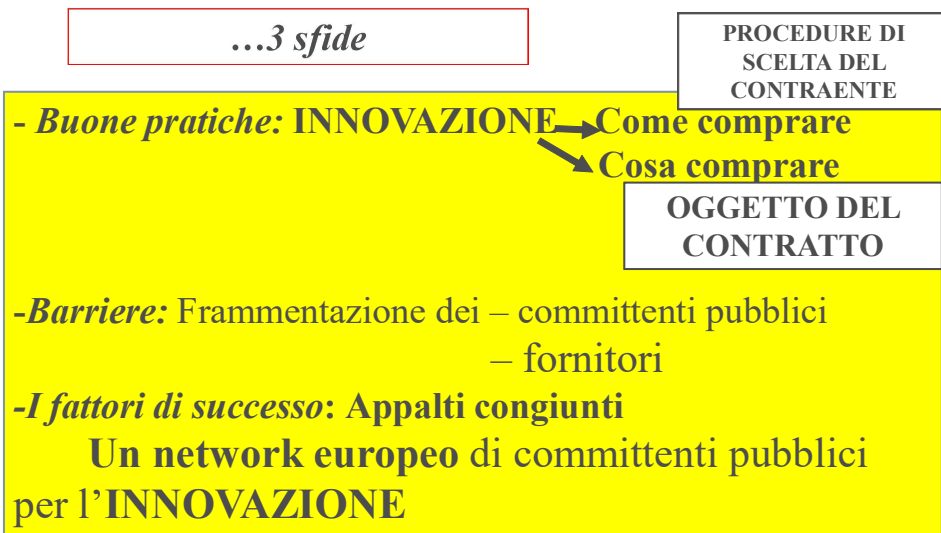 …3 sfide
PROCEDURE DI
SCELTA DEL
CONTRAENTE
- Buone pratiche: INNOVAZIONE Come comprare
Cosa comprare
OGGETTO DEL
CONTRATTO
-Barriere: Frammentazione dei – committenti pubblici
– fornitori
-I fattori di successo: Appalti congiunti
Un network europeo di committenti pubblici
per l’INNOVAZIONE